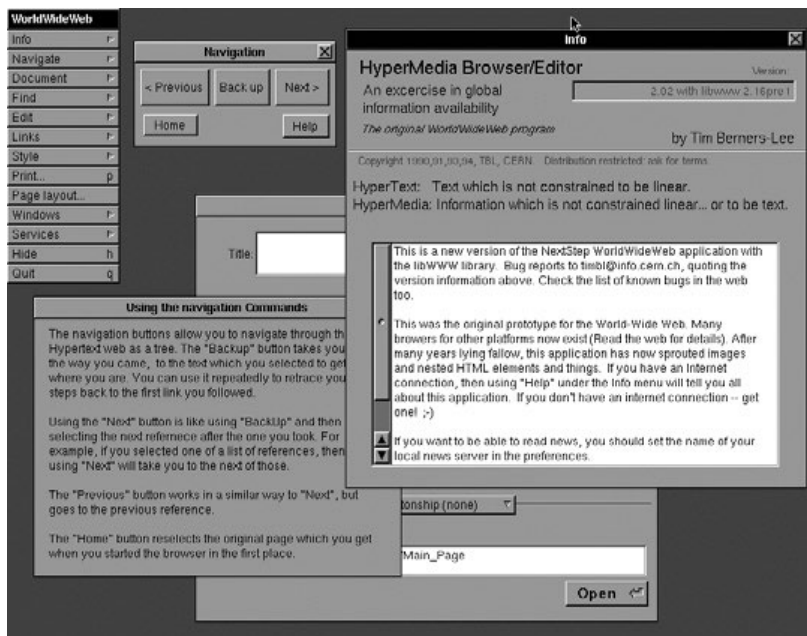 WorldWideWeb
Info
Navigate
Document
Find
Edit
Links
Style
Print... p
Page layout...
Windows
Services
Hide h
Quit q
Navigation
< Previous
Back up
Next >
Home
Help
Info
HyperMedia Browser/Editor
Version:
An excercise in global
information availability
2.02 with libwww 2.16pre1
The original WorldWideWeb program
by Tim Berners-Lee
Copyright 1990,91,93,94, TBL, CERN. Distribution restricted: ask for terms.
HyperText: Text which is not constrained to be linear.
HyperMedia: Information which is not constrained linear... or to be text.
This is a new version of the NextStep WorldWideWeb application with
the libWWW library. Bug reports to timbl@info.cern.ch, quoting the
version information above. Check the list of known bugs in the web
too.
This was the original prototype for the World-Wide Web. Many
browsers for other platforms now exist (Read the web for details). After
many years lying fallow, this application has now sprouted images
and nested HTML elements and things. If you have an Internet
connection, then using "Help" under the Info menu will tell you all
about this application. If you don't have an internet connection -- get
one! ;-)
If you want to be able to read news, you should set the name of your
local news server in the preferences.
Title:
Using the navigation Commands
The navigation buttons allow you to navigate through th
Hypertext web as a tree. The "Backup" button takes you
the way you came, to the text which you selected to get
where you are. You can use it repeatedly to retrace you
steps back to the first link you followed.
Using the "Next" button is like using "BackUp" and then
selecting the next refernece after the one you took. For
example, if you selected one of a list of references, then
using "Next" will take you to the next of those.
The "Previous" button works in a similar way to "Next", but
goes to the previous reference.
The "Home" button reselects the original page which you get
when you started the browser in the first place.
tionship (none)
/Main_Page
Open